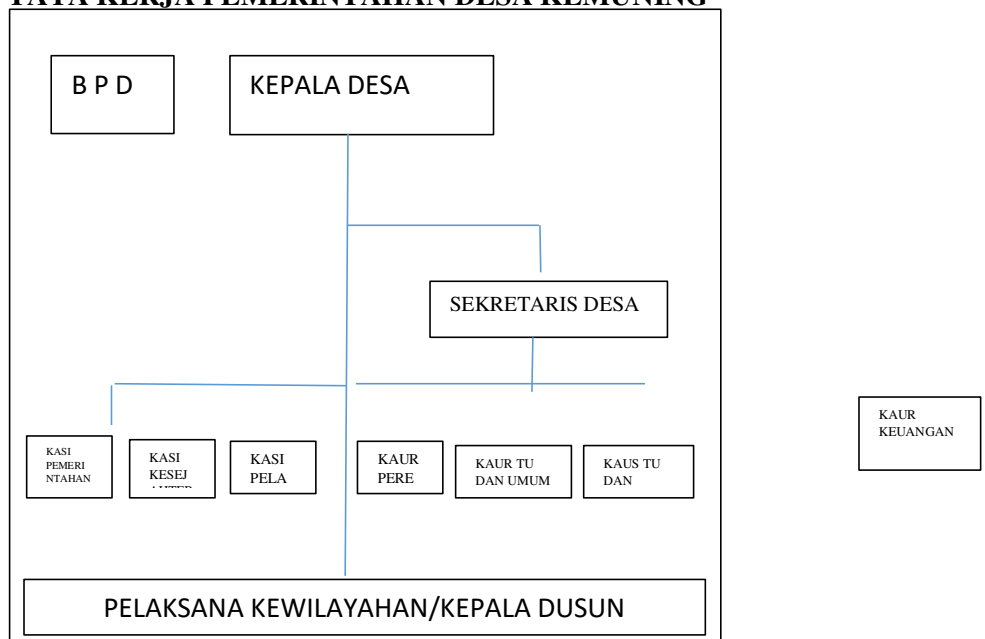 TATA KERJA PEMERINTAHAN DESA KEMUNING
B P D
KEPALA DESA
SEKRETARIS DESA
KASI
PEMERI
NTAHAN
KASI
KESEJ
KASI
PELA
KAUR
PERE
KAUR TU
DAN UMUM
KAUS TU
DAN
KAUR
KEUANGAN
PELAKSANA KEWILAYAHAN/KEPALA DUSUN